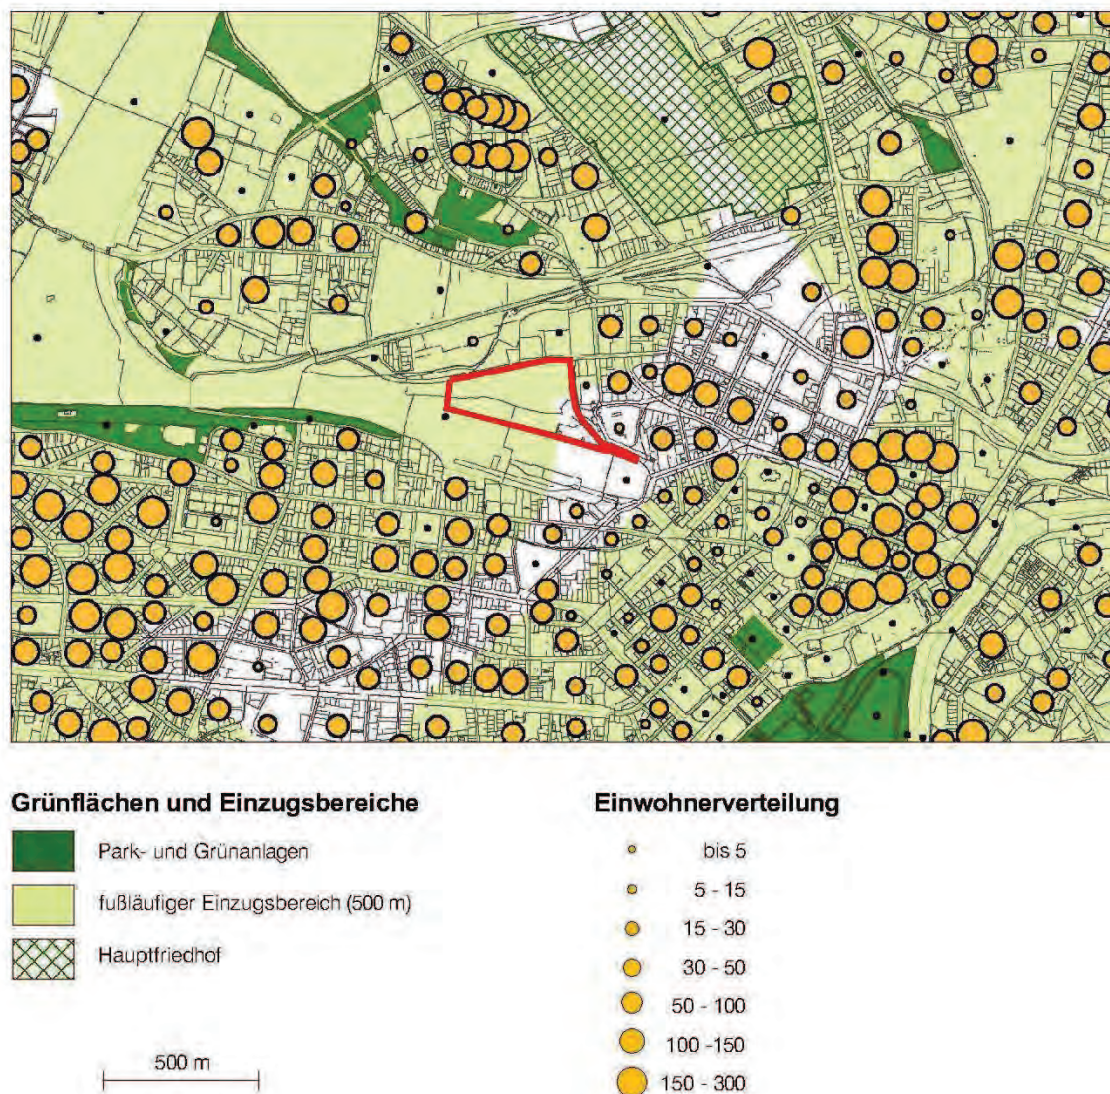 Grünflächen und Einzugsbereiche
Park- und Grünanlagen
fußläufiger Einzugsbereich (500 m)
Hauptfriedhof
500 m
Einwohnerverteilung
bis 5
5 - 15
15 - 30
30 - 50
50 - 100
100 -150
150 - 300